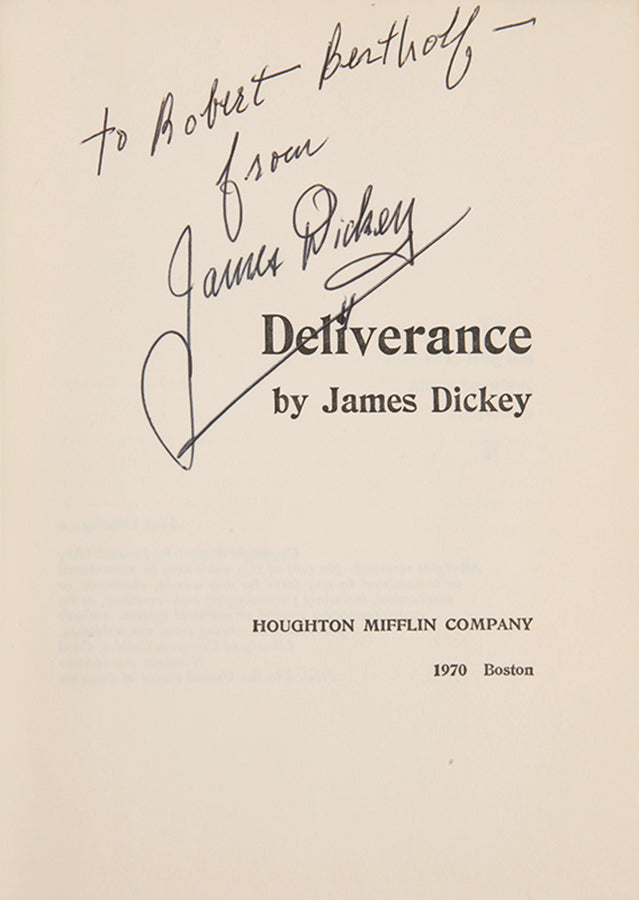 to Robert Bertholf —
from
James Dickey
Deliverance
by James Dickey
HOUGHTON MIFFLIN COMPANY
1970 Boston